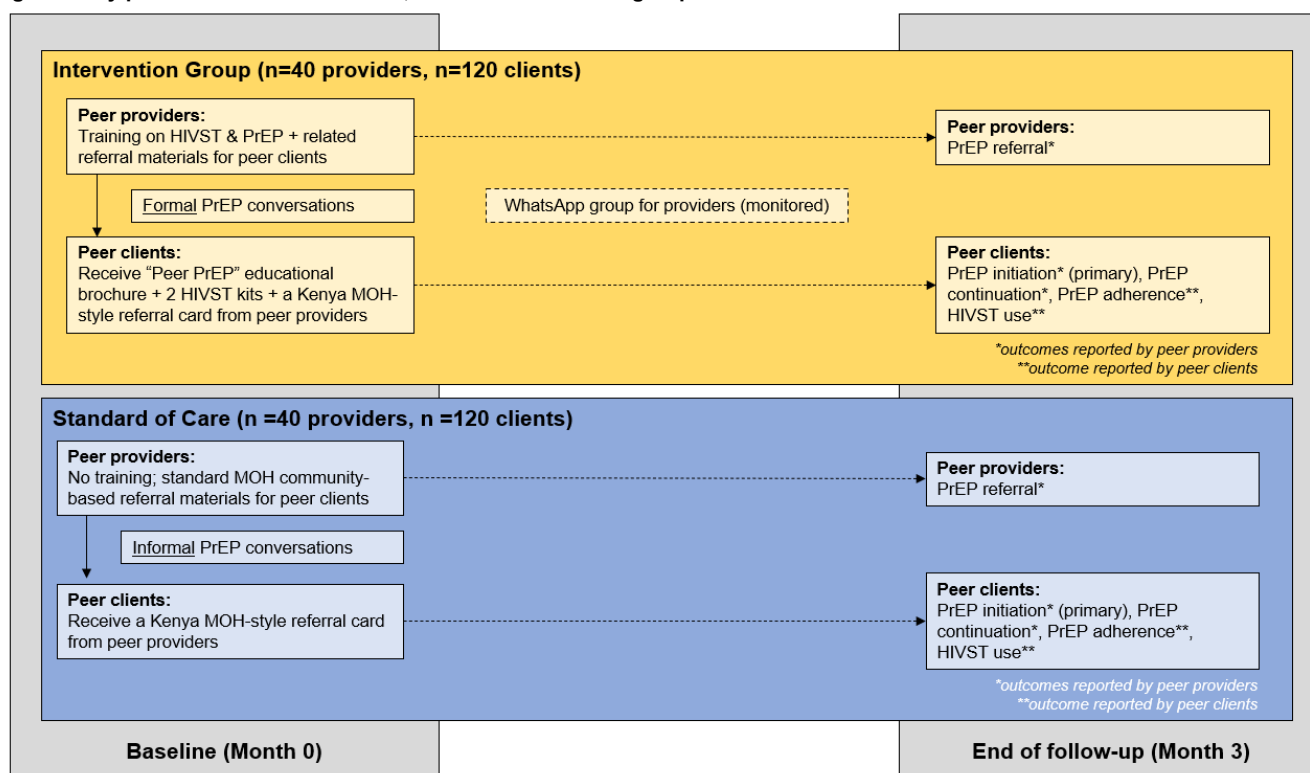 Intervention Group (n=40 providers, n=120 clients)
Peer providers:
Training on HIVST & PrEP + related
referral materials for peer clients
Peer providers:
PrEP referral*
Formal PrEP conversations
WhatsApp group for providers (monitored)
Peer clients:
Receive “Peer PrEP” educational
brochure + 2 HIVST kits + a Kenya MOH-
style referral card from peer providers
Peer clients:
PrEP initiation* (primary), PrEP
continuation*, PrEP adherence**,
HIVST use**
*outcomes reported by peer providers
**outcome reported by peer clients
Standard of Care (n =40 providers, n =120 clients)
Peer providers:
No training; standard MOH community-
based referral materials for peer clients
Peer providers:
PrEP referral*
Informal PrEP conversations
Peer clients:
Receive a Kenya MOH-style referral card
from peer providers
Peer clients:
PrEP initiation* (primary), PrEP
continuation*, PrEP adherence**,
HIVST use**
*outcomes reported by peer providers
**outcome reported by peer clients
Baseline (Month 0)
End of follow-up (Month 3)